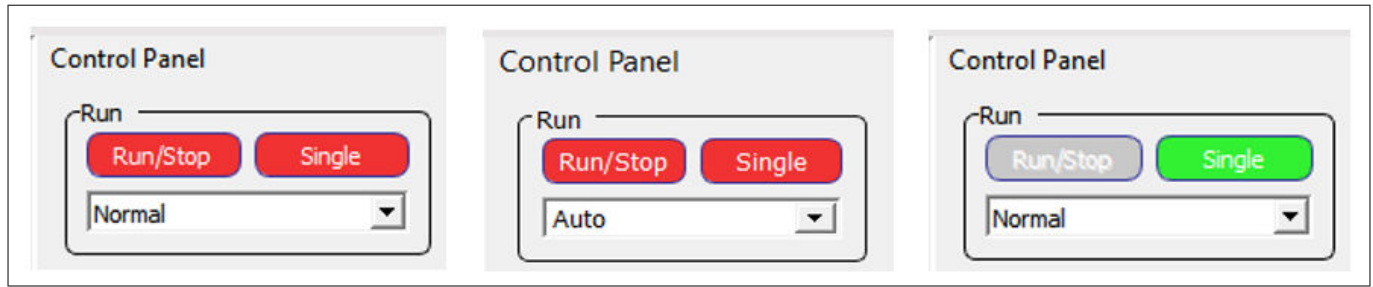 Control Panel
Run
Run/Stop Single
Normal
Control Panel
Run
Run/Stop Single
Auto
Control Panel
Run
Run/Stop Single
Normal